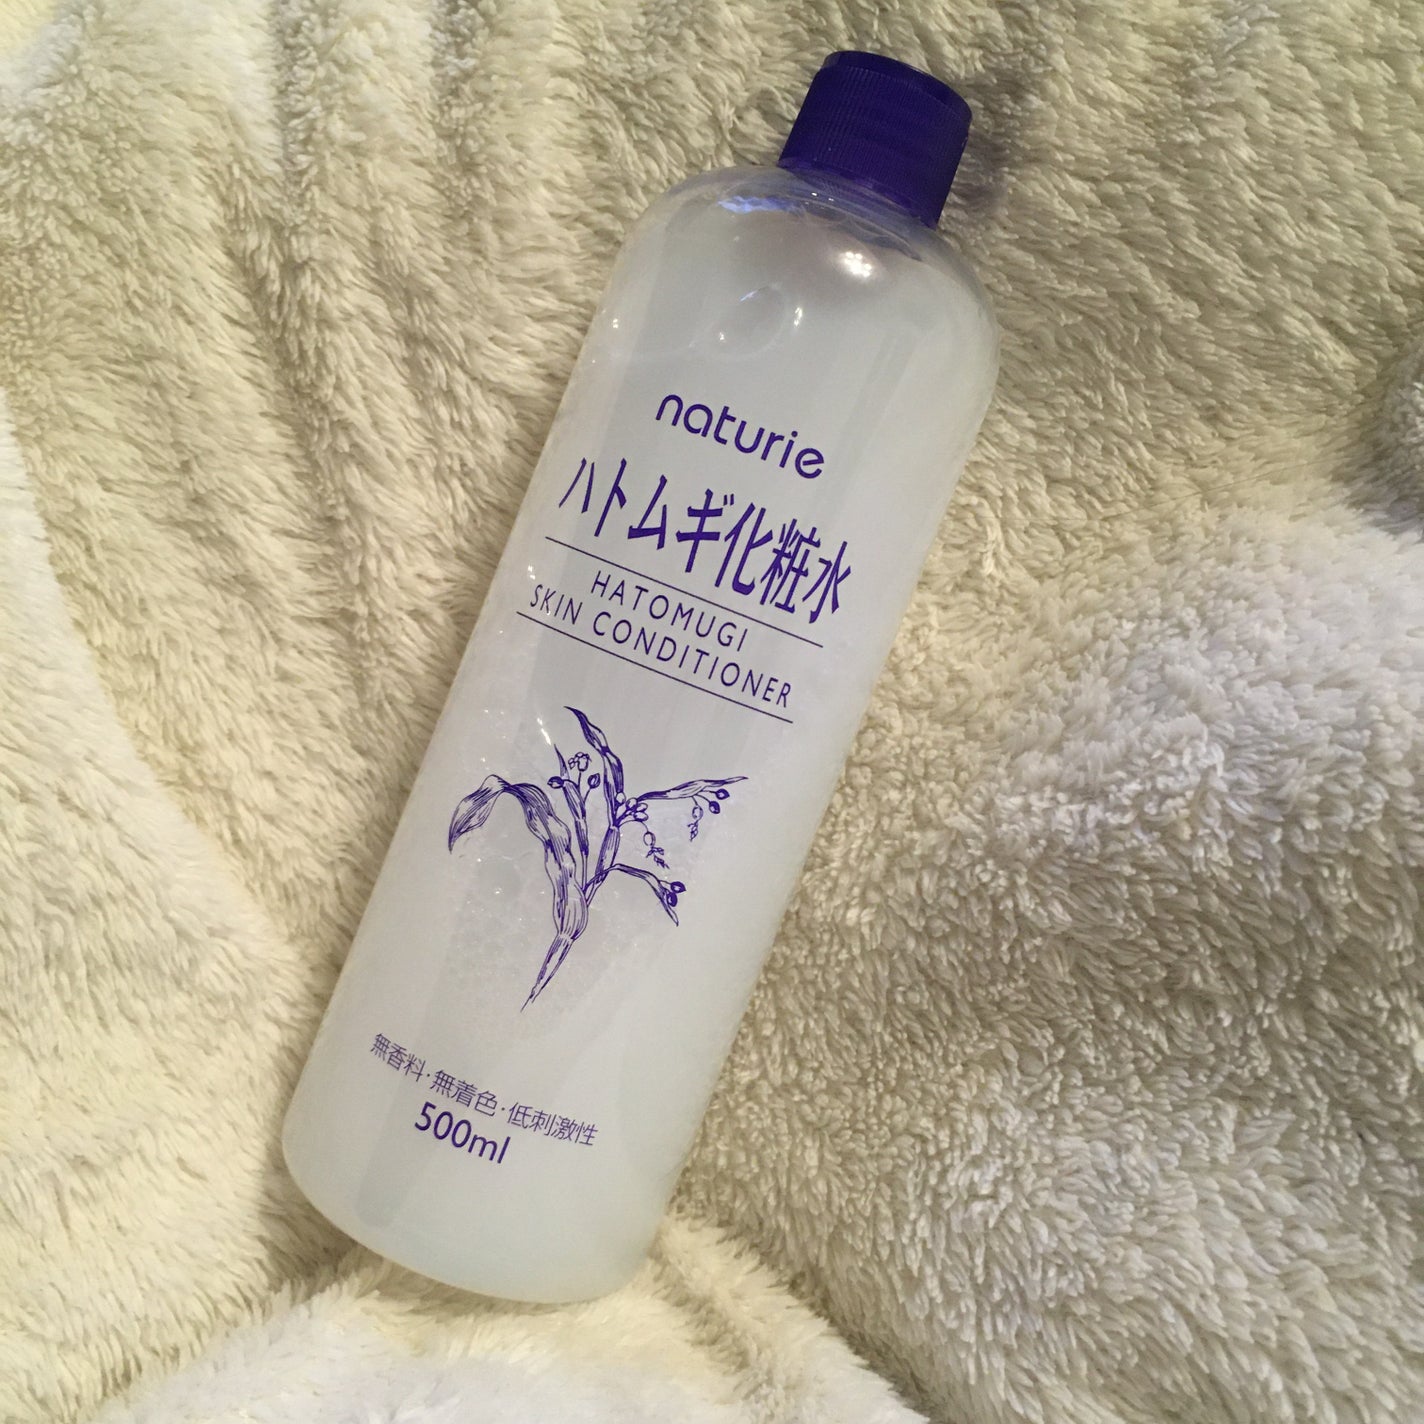 naturie
ハトムギ化粧水
HATOMUGI
SKIN CONDITIONER
無香料・無着色・低刺激性
500ml